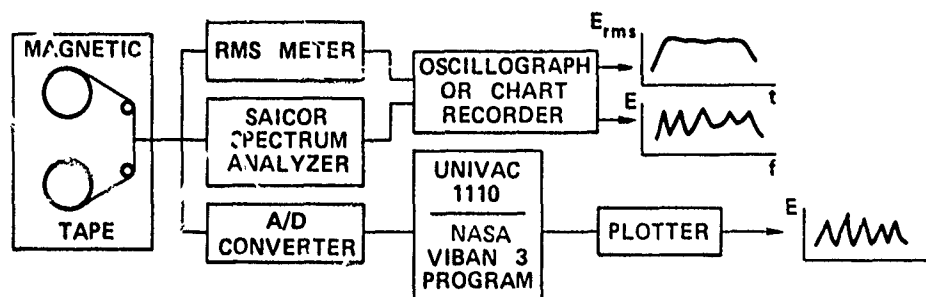 MAGNETIC
TAPE
RMS METER
SAICOR
SPECTRUM
ANALYZER
A/D
CONVERTER
OSCILLOGRAPH
OR CHART
RECORDER
UNIVAC
1110
NASA
VIBAN 3
PROGRAM
PLOTTER
E rms
t
E
f
E